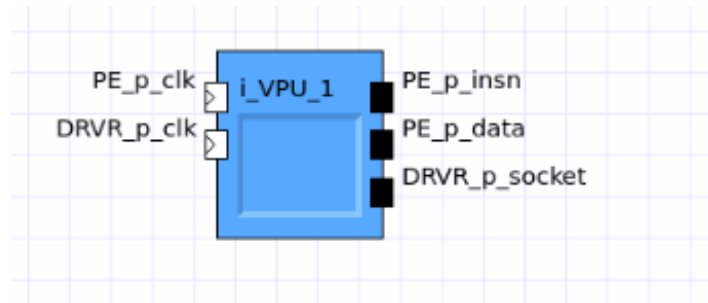 PE_p_clk
DRVR_p_clk
i_VPU_1
PE_p_insn
PE_p_data
DRVR_p_socket